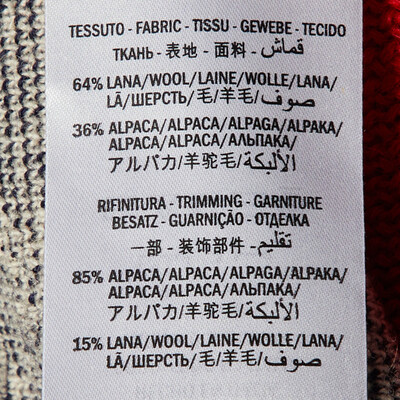 TESSUTO - FABRIC - TISSU - GEWEBE - TECIDO
ТКАНЬ - 表地 - 面料 - قماش
64% LANA/WOOL/LAINE/WOLLE/LANA/
LÃ/ШЕРСТЬ/毛/羊毛/صوف
36% ALPACA/ALPACA/ALPAGA/ALPAKA/
ALPACA/ALPACA/АЛЬПАКА/
アルパカ/羊驼毛/الألبكة
RIFINITURA - TRIMMING - GARNITURE
BESATZ - GUARNIÇÃO - ОТДЕЛКА
一部 - 装饰部件 - تقليم
85% ALPACA/ALPACA/ALPAGA/ALPAKA/
ALPACA/ALPACA/АЛЬПАКА/
アルパカ/羊驼毛/الألبكة
15% LANA/WOOL/LAINE/WOLLE/LANA/
LÃ/ШЕРСТЬ/毛/羊毛/صوف